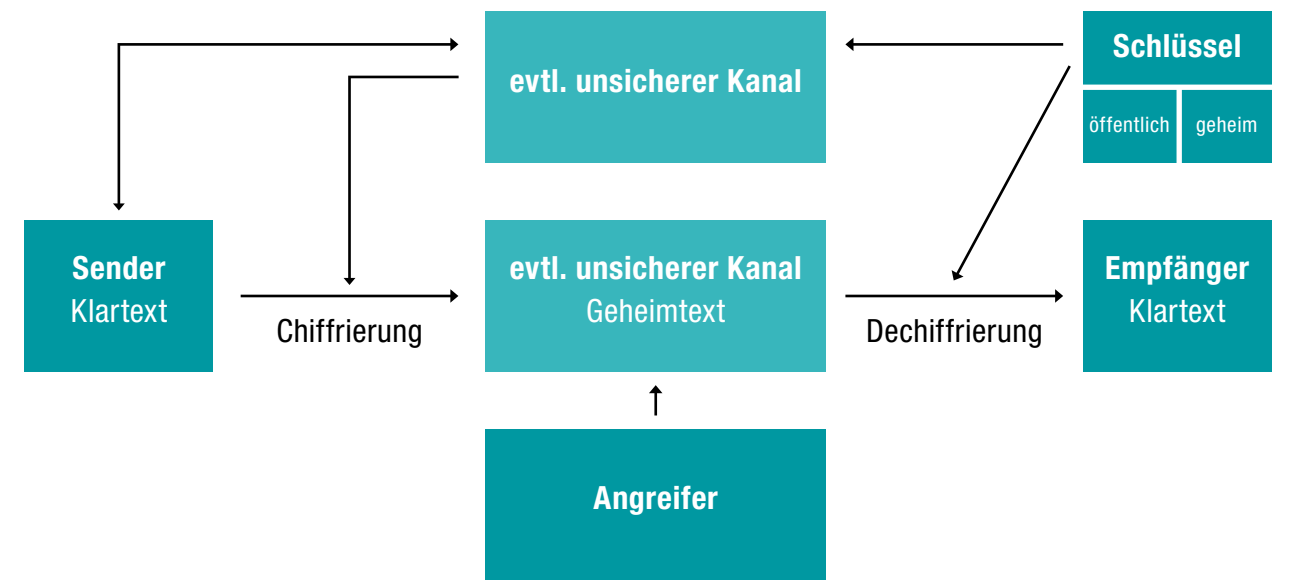 evtl. unsicherer Kanal
Schlüssel
öffentlich
geheim
Sender
Klartext
Chiffrierung
evtl. unsicherer Kanal
Geheimtext
Dechiffrierung
Empfänger
Klartext
Angreifer